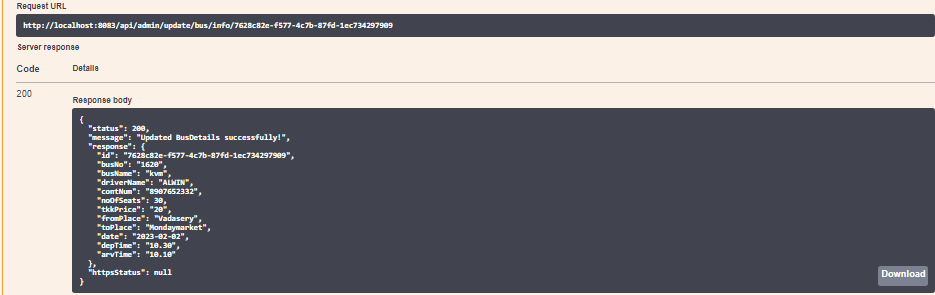 Request URL
http://localhost:8083/api/admin/update/bus/info/7628c82e-f577-4c7b-87fd-1ec734297909
Server response
Code Details
200
Response body
{
  "status": 200,
  "message": "Updated BusDetails successfully!",
  "response": {
    "id": "7628c82e-f577-4c7b-87fd-1ec734297909",
    "busNo": "1620",
    "busName": "kvm",
    "driverName": "ALWIN",
    "contNum": "8907652332",
    "noOfSeats": 30,
    "tkkPrice": "20",
    "fromPlace": "Vadasery",
    "toPlace": "Mondaymarket",
    "date": "2023-02-02",
    "depTime": "10.30",
    "arvTime": "10.10"
  },
  "httpsStatus": null
}
Download